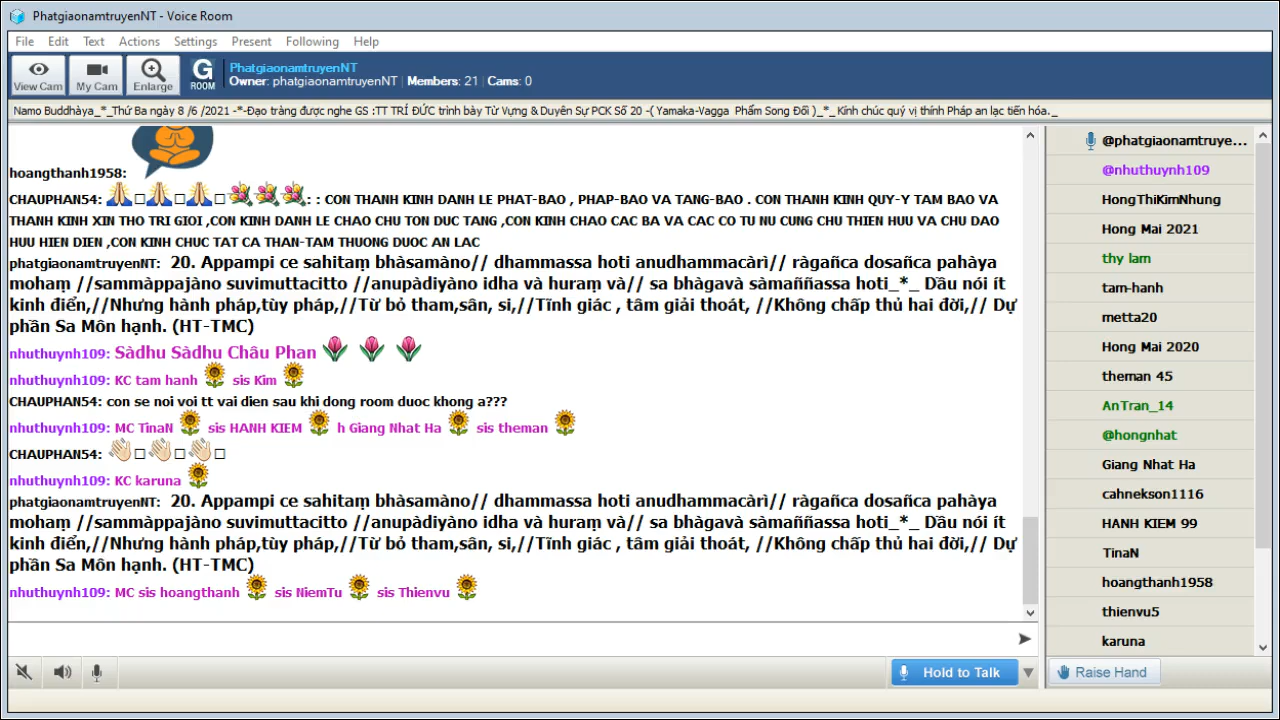 PhatgiaonamtruyenNT - Voice Room
File Edit Text Actions Settings Present Following Help
View Cam My Cam Enlarge G ROOM
PhatgiaonamtruyenNT
Owner: phatgiaonamtruyenNT | Members: 21 | Cams: 0
Namo Buddhàya_*_Thứ Ba ngày 8 /6 /2021 -*-Đạo tràng được nghe GS :TT TRÍ ĐỨC trình bày Từ Vựng & Duyên Sự PCK Số 20 -( Yamaka-Vagga Phẩm Song Đối )_*_ Kính chúc quý vị thính Pháp an lạc tiến hóa._
hoangthanh1958:
CHAUPHAN54: 🙏□🙏□🙏□💐💐💐: : CON THANH KINH DANH LE PHAT-BAO , PHAP-BAO VA TANG-BAO . CON THANH KINH QUY-Y TAM BAO VA
THANH KINH XIN THO TRI GIOI ,CON KINH DANH LE CHAO CHU TON DUC TANG ,CON KINH CHAO CAC BA VA CAC CO TU NU CUNG CHU THIEN HUU VA CHU DAO
HUU HIEN DIEN ,CON KINH CHUC TAT CA THAN-TAM THUONG DUOC AN LAC
phatgiaonamtruyenNT: 20. Appampi ce sahitaṃ bhàsamàno// dhammassa hoti anudhammacàrì// ràgañca dosañca pahàya
mohaṃ //sammàppajàno suvimuttacitto //anupàdiyàno idha và huraṃ và// sa bhàgavà sàmaññassa hoti_*_ Dầu nói ít
kinh điển,//Nhưng hành pháp,tùy pháp,//Từ bỏ tham,sân, si,//Tĩnh giác , tâm giải thoát, //Không chấp thủ hai đời,// Dự
phần Sa Môn hạnh. (HT-TMC)
nhuthuynh109: Sàdhu Sàdhu Châu Phan 🌷 🌷 🌷
nhuthuynh109: KC tam hanh 🌻 sis Kim 🌻
CHAUPHAN54: con se noi voi tt vai dien sau khi dong room duoc khong a???
nhuthuynh109: MC TinaN 🌻 sis HANH KIEM 🌻 h Giang Nhat Ha 🌻 sis theman 🌻
CHAUPHAN54: 👏□👏□👏□
nhuthuynh109: KC karuna 🌻
phatgiaonamtruyenNT: 20. Appampi ce sahitaṃ bhàsamàno// dhammassa hoti anudhammacàrì// ràgañca dosañca pahàya
mohaṃ //sammàppajàno suvimuttacitto //anupàdiyàno idha và huraṃ và// sa bhàgavà sàmaññassa hoti_*_ Dầu nói ít
kinh điển,//Nhưng hành pháp,tùy pháp,//Từ bỏ tham,sân, si,//Tĩnh giác , tâm giải thoát, //Không chấp thủ hai đời,// Dự
phần Sa Môn hạnh. (HT-TMC)
nhuthuynh109: MC sis hoangthanh 🌻 sis NiemTu 🌻 sis Thienvu 🌻
Hold to Talk
@phatgiaonamtruye...
@nhuthuynh109
HongThiKimNhung
Hong Mai 2021
thy lam
tam-hanh
metta20
Hong Mai 2020
theman 45
AnTran_14
@hongnhat
Giang Nhat Ha
cahnekson1116
HANH KIEM 99
TinaN
hoangthanh1958
thienvu5
karuna
Raise Hand